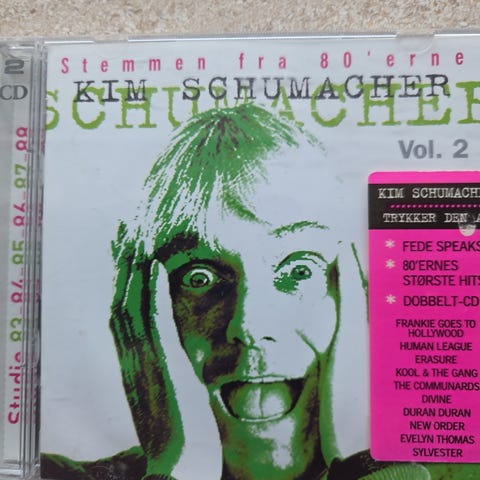 2
CD
Stemmen fra 80'erne
KIM SCHUMACHER
SCHUMACHER
Vol. 2
KIM SCHUMACHE
TRYKKER DEN A
* FEDE SPEAKS
* 80'ERNES
STØRSTE HITS
* DOBBELT-CD
FRANKIE GOES TO
HOLLYWOOD
HUMAN LEAGUE
ERASURE
KOOL & THE GANG
THE COMMUNARDS
DIVINE
DURAN DURAN
NEW ORDER
EVELYN THOMAS
SYLVESTER
Studie 83-84-85-86-87-88